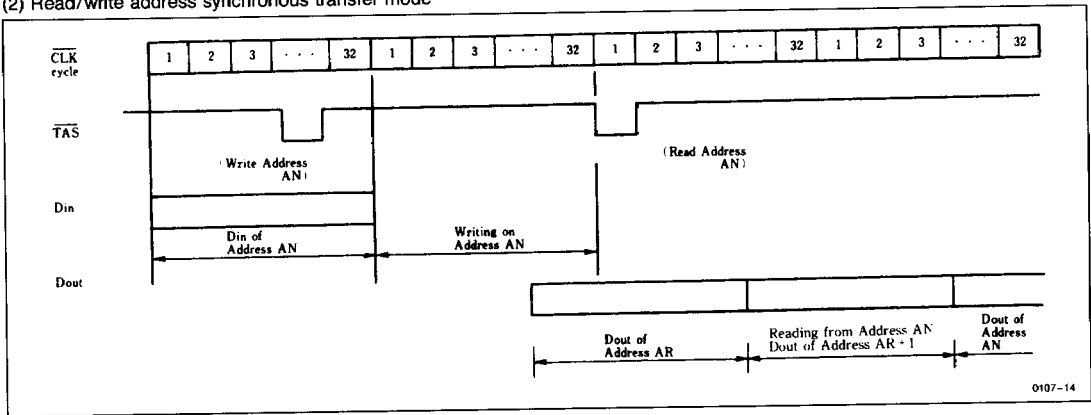 (2) Read/write address synchronous transfer mode
CLK
cycle
1 2 3 · · · 32 1 2 3 · · · 32 1 2 3 · · · 32 1 2 3 · · · 32
TAS
(Write Address
AN)
(Read Address
AN)
Din
Din of
Address AN
Writing on
Address AN
Dout
Dout of
Address AR
Reading from Address AN
Dout of Address AR+1
Dout of
Address
AN
0107-14